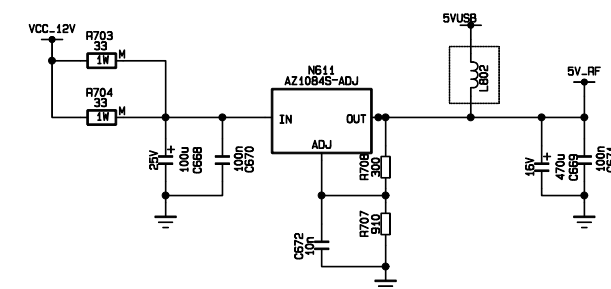 VCC_12V
R703
33
1W
M
R704
33
1W
M
25V
+
100u
C668
100n
C670
N611
AZ1084S-ADJ
IN
OUT
ADJ
R708
300
R707
910
C672
10n
5VUSB
L602
5V_RF
16V
+
470u
C669
100n